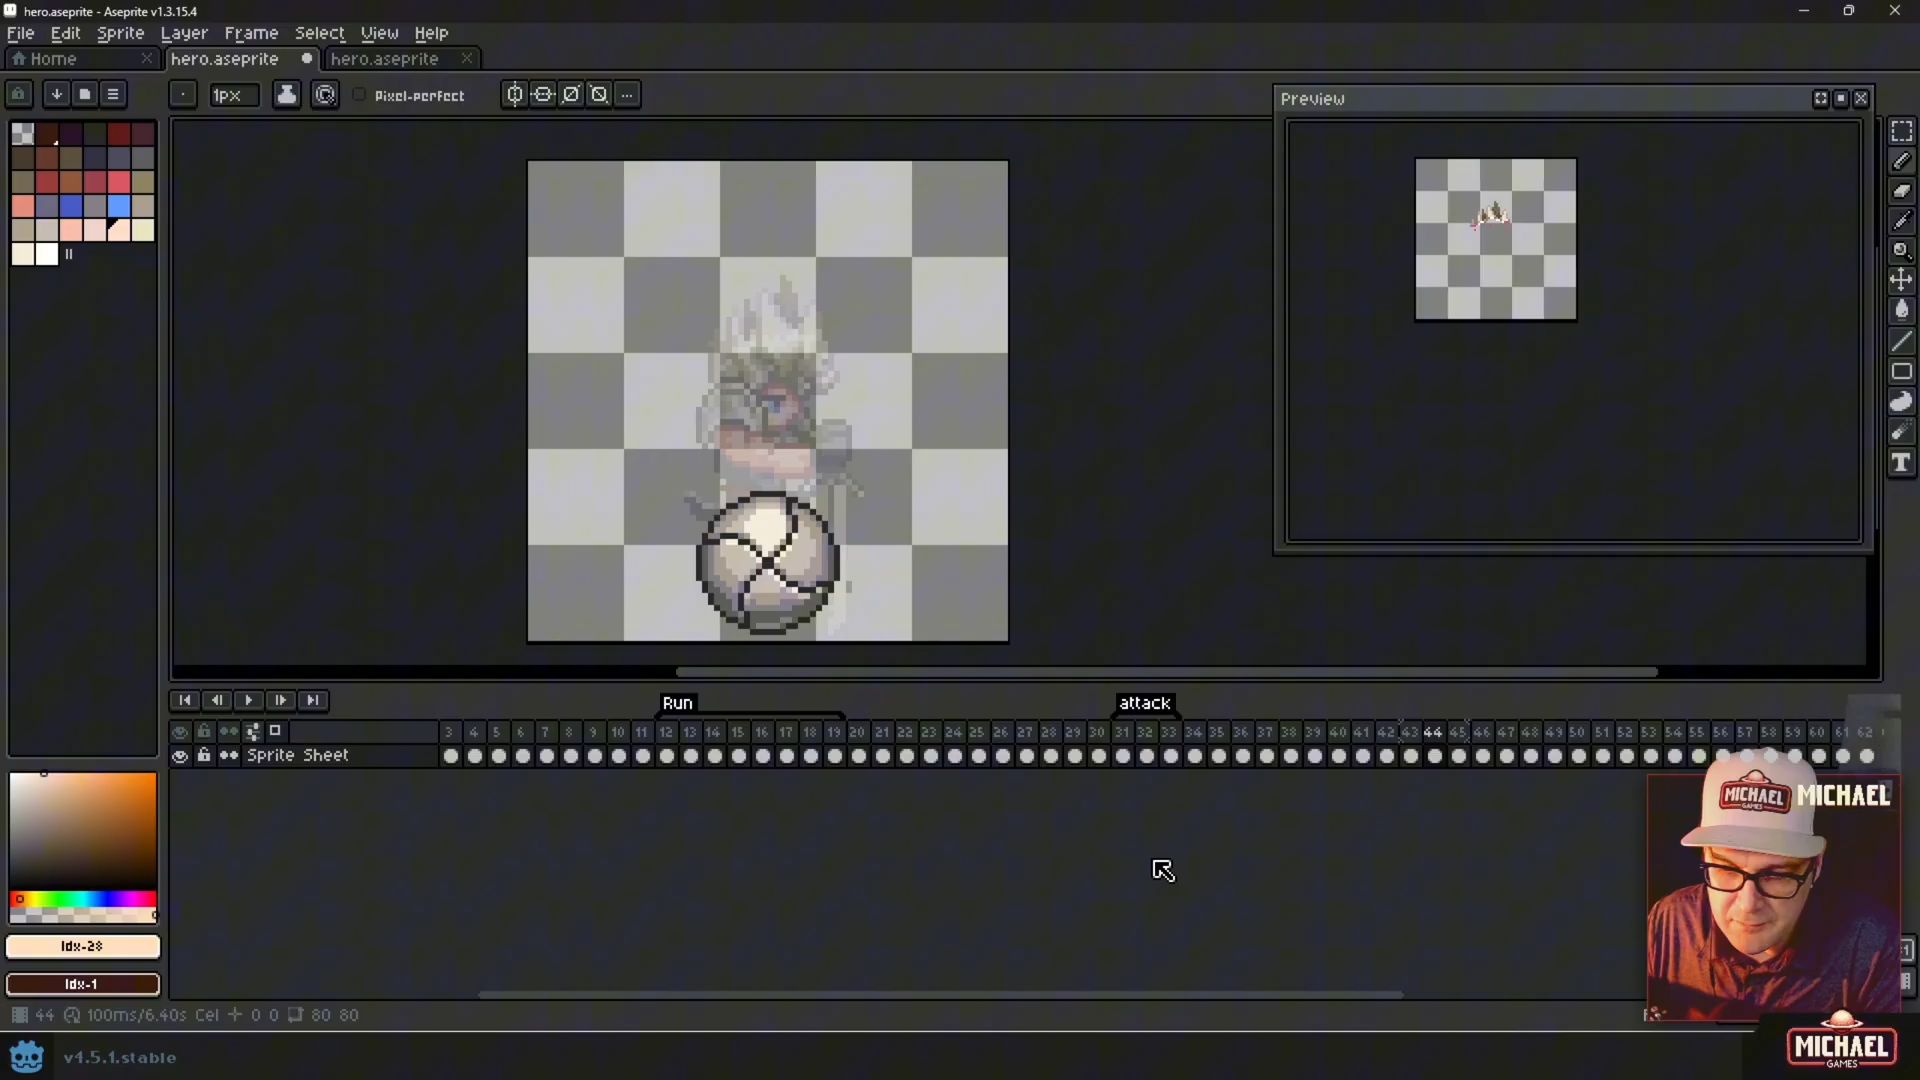 hero.aseprite - Aseprite v1.3.15.4
File Edit Sprite Layer Frame Select View Help
Home hero.aseprite hero.aseprite
1px Pixel-perfect
Preview
Run attack
3 4 5 6 7 8 9 10 11 12 13 14 15 16 17 18 19 20 21 22 23 24 25 26 27 28 29 30 31 32 33 34 35 36 37 38 39 40 41 42 43 44 45 46 47 48 49 50 51 52 53 54 55 56 57 58 59 60 61 62
Sprite Sheet
MICHAEL
GAMES
MICHAEL
Idx-28
Idx-1
44 100ms/6.40s Cel 0 0 80 80
MICHAEL
GAMES
v4.5.1.stable